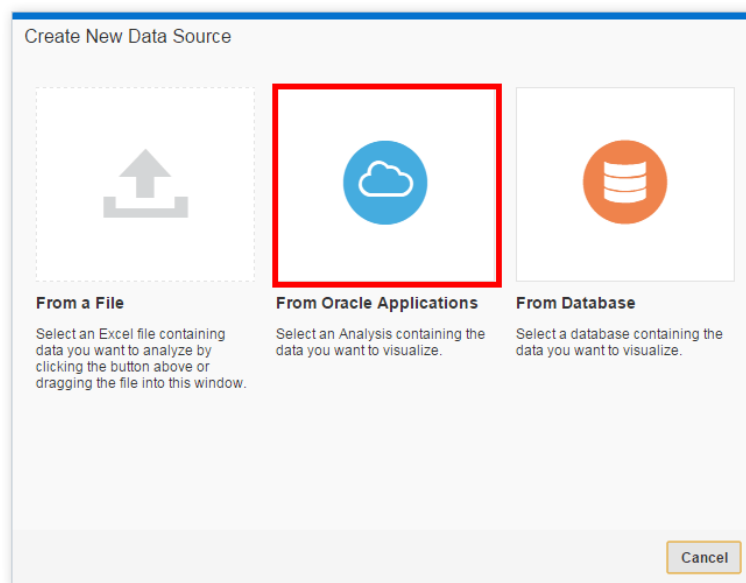 Create New Data Source
From a File
Select an Excel file containing
data you want to analyze by
clicking the button above or
dragging the file into this window.
From Oracle Applications
Select an Analysis containing the
data you want to visualize.
From Database
Select a database containing the
data you want to visualize.
Cancel